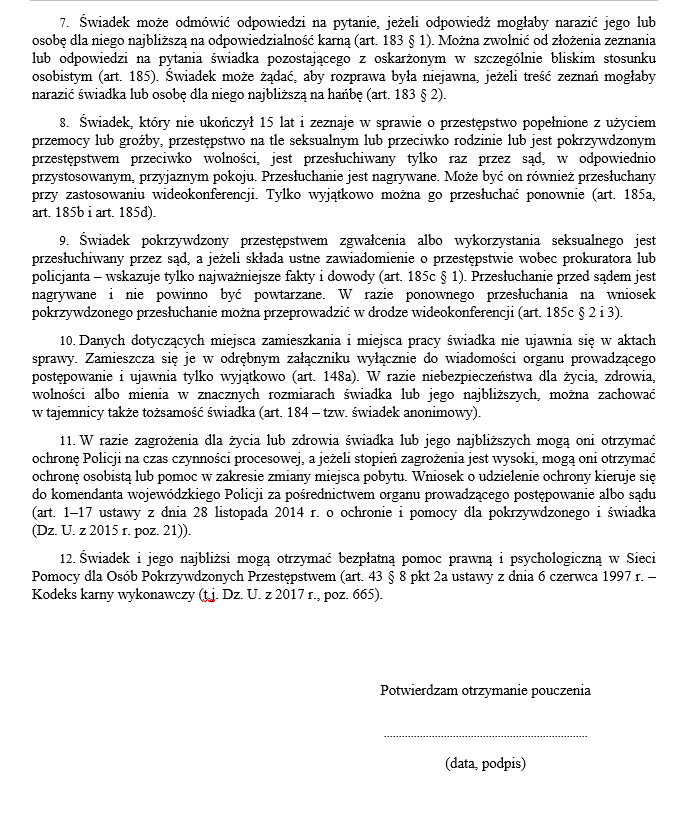 7. Świadek może odmówić odpowiedzi na pytanie, jeżeli odpowiedź mogłaby narazić jego lub
osobę dla niego najbliższą na odpowiedzialność karną (art. 183 § 1). Można zwolnić od złożenia zeznania
lub odpowiedzi na pytania świadka pozostającego z oskarżonym w szczególnie bliskim stosunku
osobistym (art. 185). Świadek może żądać, aby rozprawa była niejawna, jeżeli treść zeznań mogłaby
narazić świadka lub osobę dla niego najbliższą na hańbę (art. 183 § 2).
8. Świadek, który nie ukończył 15 lat i zeznaje w sprawie o przestępstwo popełnione z użyciem
przemocy lub groźby, przestępstwo na tle seksualnym lub przeciwko rodzinie lub jest pokrzywdzonym
przestępstwem przeciwko wolności, jest przesłuchiwany tylko raz przez sąd, w odpowiednio
przystosowanym, przyjaznym pokoju. Przesłuchanie jest nagrywane. Może być on również przesłuchany
przy zastosowaniu wideokonferencji. Tylko wyjątkowo można go przesłuchać ponownie (art. 185a,
art. 185b i art. 185d).
9. Świadek pokrzywdzony przestępstwem zgwałcenia albo wykorzystania seksualnego jest
przesłuchiwany przez sąd, a jeżeli składa ustne zawiadomienie o przestępstwie wobec prokuratora lub
policjanta – wskazuje tylko najważniejsze fakty i dowody (art. 185c § 1). Przesłuchanie przed sądem jest
nagrywane i nie powinno być powtarzane. W razie ponownego przesłuchania na wniosek
pokrzywdzonego przesłuchanie można przeprowadzić w drodze wideokonferencji (art. 185c § 2 i 3).
10. Danych dotyczących miejsca zamieszkania i miejsca pracy świadka nie ujawnia się w aktach
sprawy. Zamieszcza się je w odrębnym załączniku wyłącznie do wiadomości organu prowadzącego
postępowanie i ujawnia tylko wyjątkowo (art. 148a). W razie niebezpieczeństwa dla życia, zdrowia,
wolności albo mienia w znacznych rozmiarach świadka lub jego najbliższych, można zachować
w tajemnicy także tożsamość świadka (art. 184 – tzw. świadek anonimowy).
11. W razie zagrożenia dla życia lub zdrowia świadka lub jego najbliższych mogą oni otrzymać
ochronę Policji na czas czynności procesowej, a jeżeli stopień zagrożenia jest wysoki, mogą oni otrzymać
ochronę osobistą lub pomoc w zakresie zmiany miejsca pobytu. Wniosek o udzielenie ochrony kieruje się
do komendanta wojewódzkiego Policji za pośrednictwem organu prowadzącego postępowanie albo sądu
(art. 1–17 ustawy z dnia 28 listopada 2014 r. o ochronie i pomocy dla pokrzywdzonego i świadka
(Dz. U. z 2015 r. poz. 21)).
12. Świadek i jego najbliżsi mogą otrzymać bezpłatną pomoc prawną i psychologiczną w Sieci
Pomocy dla Osób Pokrzywdzonych Przestępstwem (art. 43 § 8 pkt 2a ustawy z dnia 6 czerwca 1997 r. –
Kodeks karny wykonawczy (t.j. Dz. U. z 2017 r., poz. 665).
Potwierdzam otrzymanie pouczenia
....................................................................
(data, podpis)